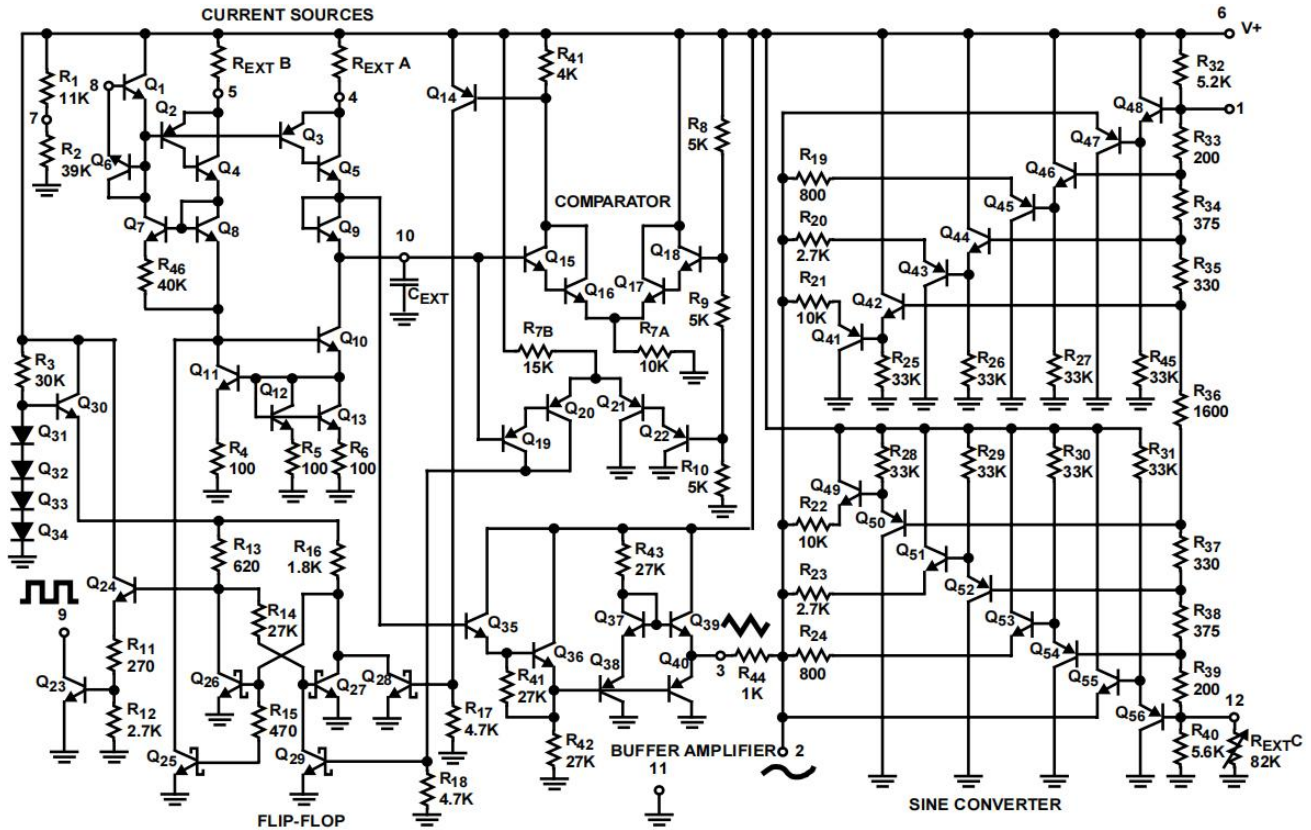 CURRENT SOURCES
6
V+
R1
11K
8
Q1
REXT B
5
REXT A
4
Q14
R41
4K
R8
5K
R32
5.2K
Q48
1
7
R2
39K
Q2
Q6
Q4
Q3
Q5
Q47
R33
200
Q46
R19
800
COMPARATOR
Q45
R34
375
Q7
Q8
Q9
10
R20
2.7K
Q44
R46
40K
Q15
Q18
Q43
R35
330
CEXT
Q16
Q17
R9
5K
R21
10K
Q42
Q41
R7B
15K
R7A
10K
R25
33K
R26
33K
R27
33K
R45
33K
R3
30K
Q10
Q11
Q12
Q13
Q30
Q20
Q21
R36
1600
Q31
Q32
Q33
Q34
R4
100
R5
100
R6
100
Q19
Q22
R10
5K
R28
33K
R29
33K
R30
33K
R31
33K
Q49
R22
10K
Q50
R13
620
R16
1.8K
R43
27K
Q51
R37
330
Q24
R14
27K
Q35
Q37
Q39
R23
2.7K
Q52
9
R38
375
R11
270
Q36
Q38
Q40
3
R44
1K
R24
800
Q53
Q54
Q23
Q26
Q27
Q28
R41
27K
R39
200
Q55
12
R12
2.7K
R15
470
R17
4.7K
R42
27K
Q56
Q25
Q29
BUFFER AMPLIFIER
2
R40
5.6K
REXTC
82K
R18
4.7K
11
FLIP-FLOP
SINE CONVERTER